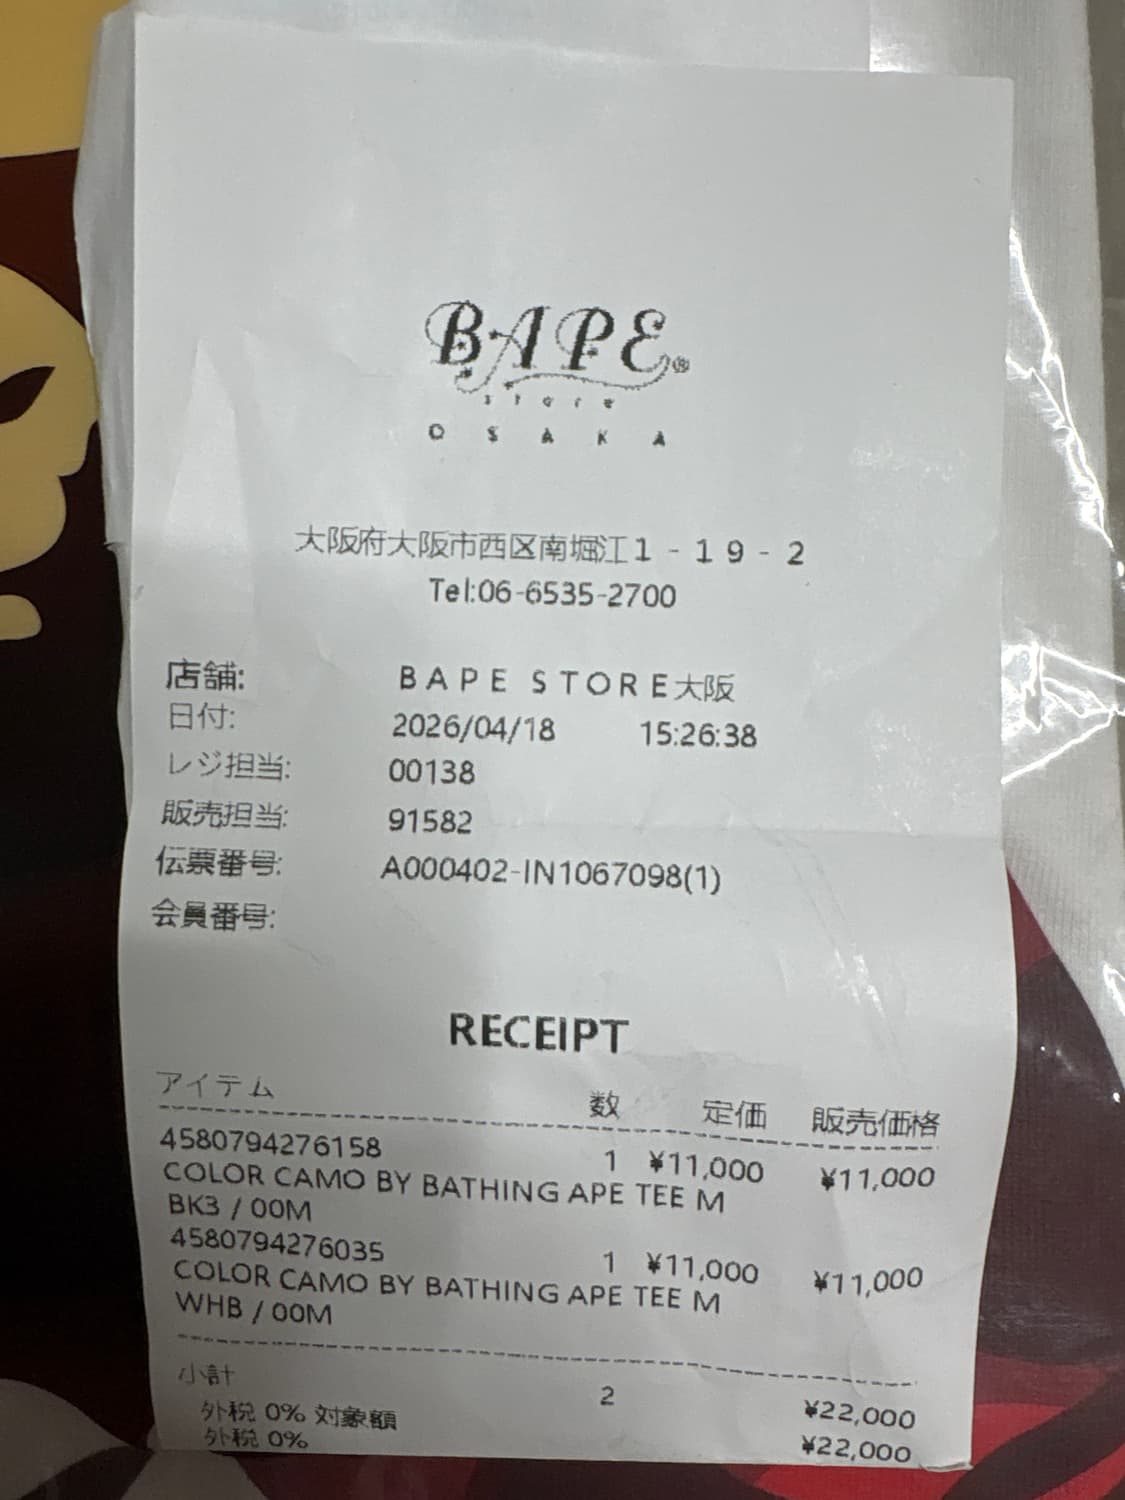 BAPE®
store
OSAKA
大阪府大阪市西区南堀江1-19-2
Tel:06-6535-2700
店舗: BAPE STORE大阪
日付: 2026/04/18 15:26:38
レジ担当: 00138
販売担当: 91582
伝票番号: A000402-IN1067098(1)
会員番号:
RECEIPT
アイテム 数 定価 販売価格
4580794276158 1 ¥11,000 ¥11,000
COLOR CAMO BY BATHING APE TEE M
BK3 / 00M
4580794276035 1 ¥11,000 ¥11,000
COLOR CAMO BY BATHING APE TEE M
WHB / 00M
小計 2 ¥22,000
外税 0% 対象額 ¥22,000
外税 0%